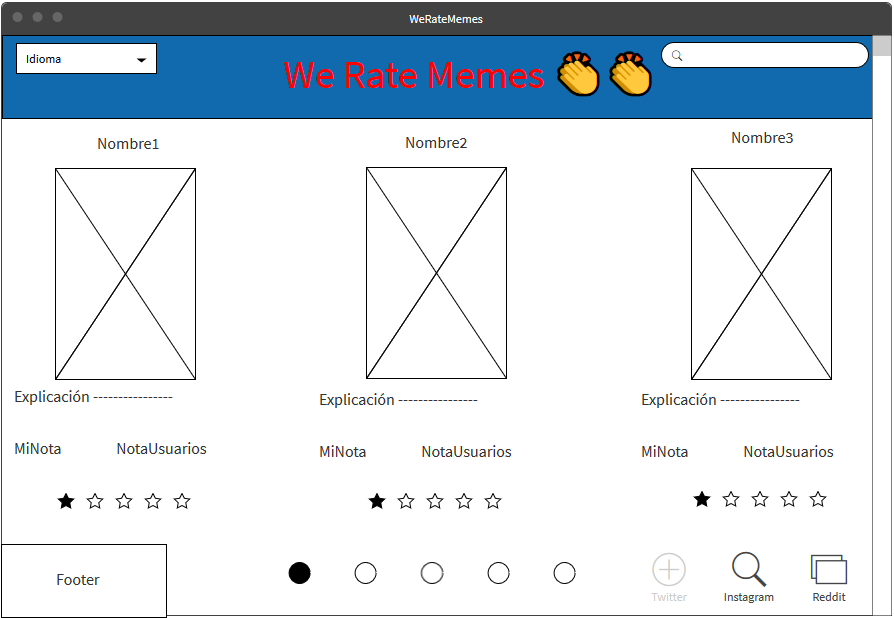 WeRateMemes
Idioma
We Rate Memes 👏 👏
Nombre1
Nombre2
Nombre3
Explicación ----------------
Explicación ----------------
Explicación ----------------
MiNota NotaUsuarios
MiNota NotaUsuarios
MiNota NotaUsuarios
Footer
Twitter
Instagram
Reddit